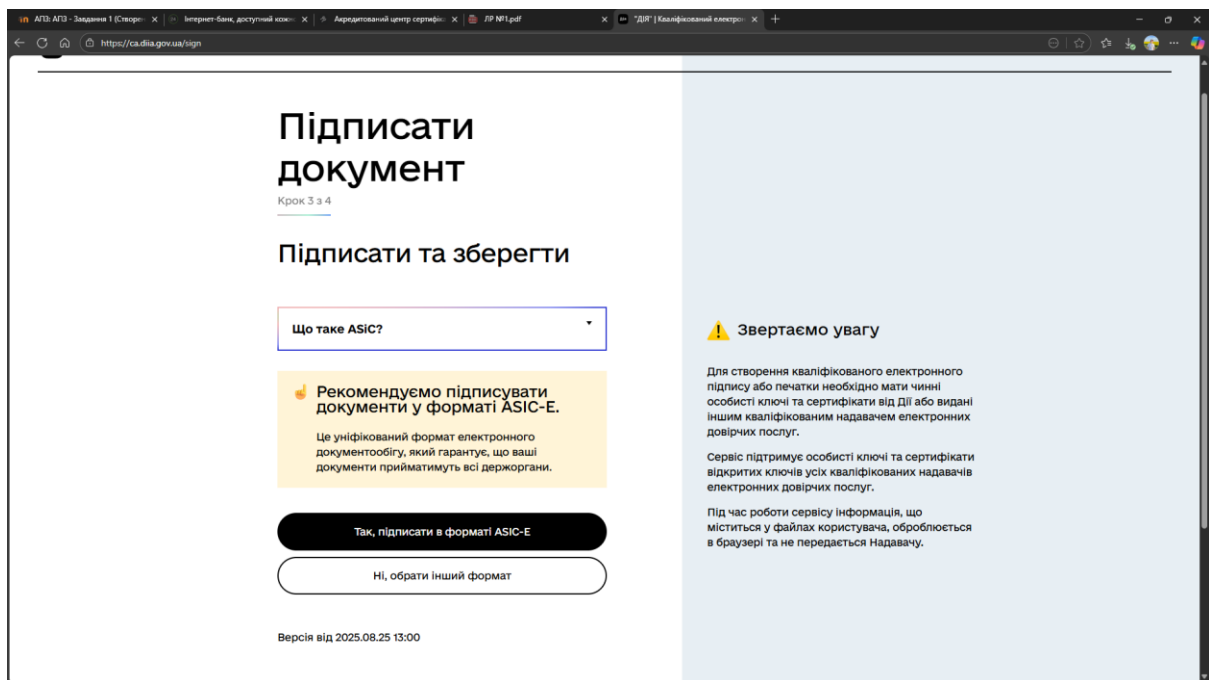 АПЗ: АПЗ - Завдання 1 (Створе
Інтернет-банк, доступний кожн
Акредитований центр сертифік
ЛР №1.pdf
"ДІЯ" | Кваліфікований електрон
https://ca.diia.gov.ua/sign
Підписати
документ
Крок 3 з 4
Підписати та зберегти
Що таке ASiC?
Рекомендуємо підписувати
документи у форматі ASIC-E.
Це уніфікований формат електронного
документообігу, який гарантує, що ваші
документи прийматимуть всі держоргани.
Так, підписати в форматі ASIC-E
Ні, обрати інший формат
Версія від 2025.08.25 13:00
Звертаємо увагу
Для створення кваліфікованого електронного
підпису або печатки необхідно мати чинні
особисті ключі та сертифікати від Дії або видані
іншим кваліфікованим надавачем електронних
довірчих послуг.
Сервіс підтримує особисті ключі та сертифікати
відкритих ключів усіх кваліфікованих надавачів
електронних довірчих послуг.
Під час роботи сервісу інформація, що
міститься у файлах користувача, оброблюється
в браузері та не передається Надавачу.